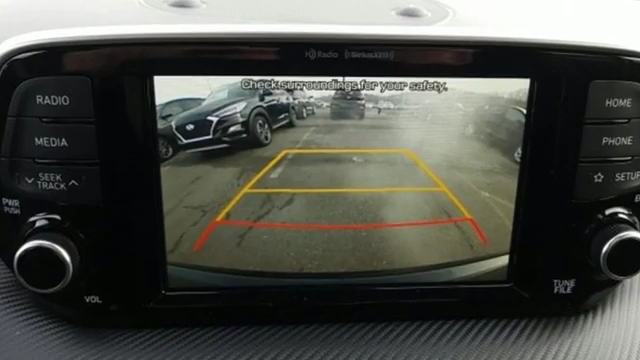 HD Radio (SiriusXM)
Check surroundings for your safety.
RADIO
MEDIA
SEEK
TRACK
PWR
PUSH
VOL
HOME
PHONE
SETUP
TUNE
FILE